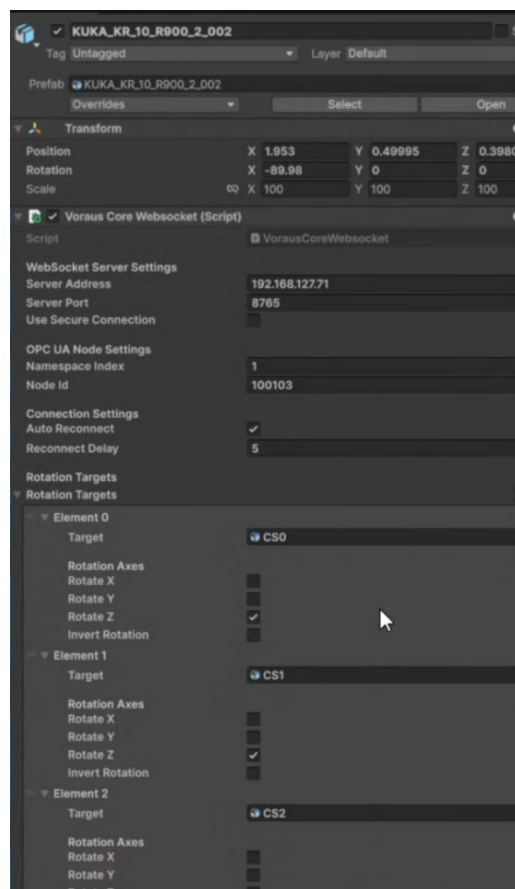 KUKA_KR_10_R900_2_002
Tag Untagged Layer Default
Prefab KUKA_KR_10_R900_2_002
Overrides Select Open
Transform
Position X 1.953 Y 0.49995 Z 0.3980
Rotation X -89.98 Y 0 Z 0
Scale X 100 Y 100 Z 100
Voraus Core Websocket (Script)
Script VorausCoreWebsocket
WebSocket Server Settings
Server Address 192.168.127.71
Server Port 8765
Use Secure Connection
OPC UA Node Settings
Namespace Index 1
Node Id 100103
Connection Settings
Auto Reconnect
Reconnect Delay 5
Rotation Targets
Rotation Targets
Element 0
Target CS0
Rotation Axes
Rotate X
Rotate Y
Rotate Z
Invert Rotation
Element 1
Target CS1
Rotation Axes
Rotate X
Rotate Y
Rotate Z
Invert Rotation
Element 2
Target CS2
Rotation Axes
Rotate X
Rotate Y